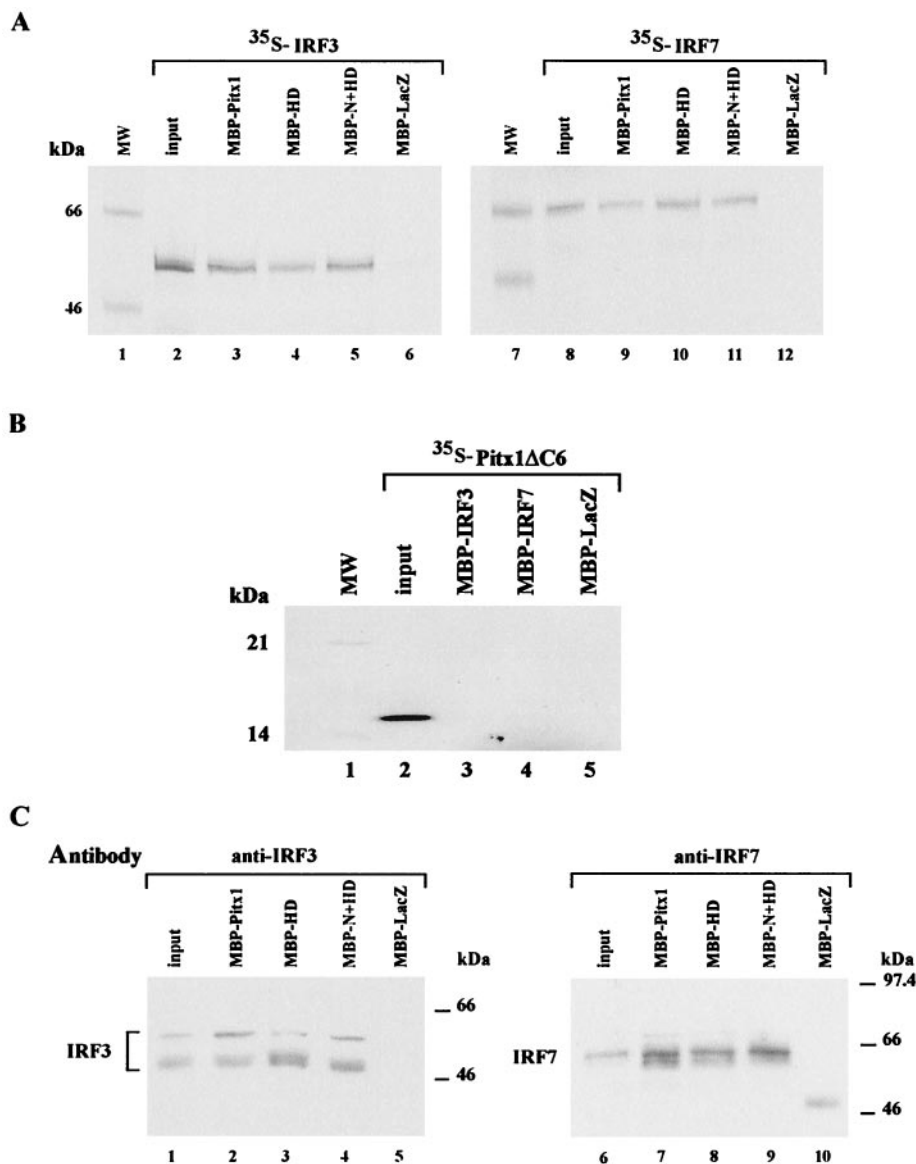 A
35S-IRF3
35S-IRF7
kDa
MW
input
MBP-Pitx1
MBP-HD
MBP-N+HD
MBP-LacZ
MW
input
MBP-Pitx1
MBP-HD
MBP-N+HD
MBP-LacZ
66
46
1 2 3 4 5 6 7 8 9 10 11 12
B
35S-Pitx1ΔC6
kDa
MW
input
MBP-IRF3
MBP-IRF7
MBP-LacZ
21
14
1 2 3 4 5
C
Antibody
anti-IRF3
anti-IRF7
input
MBP-Pitx1
MBP-HD
MBP-N+HD
MBP-LacZ
kDa
input
MBP-Pitx1
MBP-HD
MBP-N+HD
MBP-LacZ
kDa
IRF3
66
46
IRF7
97.4
66
46
1 2 3 4 5 6 7 8 9 10